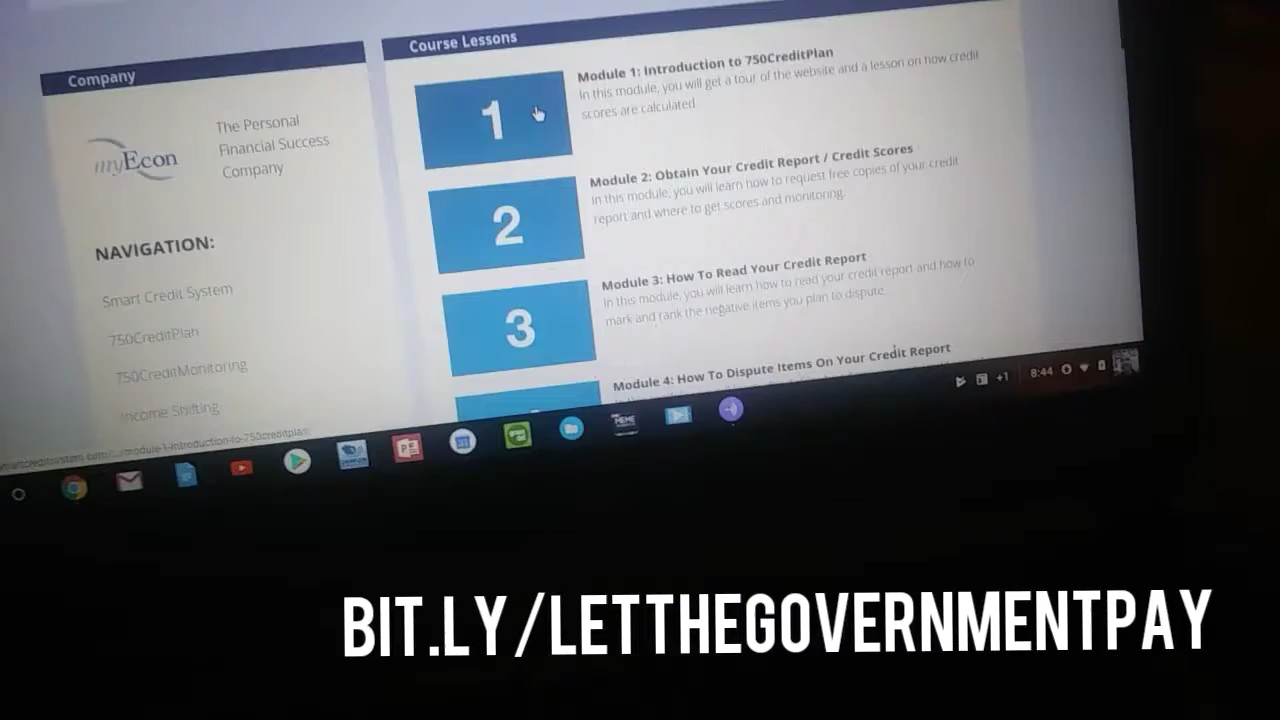 Company
Course Lessons
myEcon
The Personal
Financial Success
Company
NAVIGATION:
Smart Credit System
750CreditPlan
750CreditMonitoring
Income Shifting
1
Module 1: Introduction to 750CreditPlan
In this module, you will get a tour of the website and a lesson on how credit
scores are calculated.
2
Module 2: Obtain Your Credit Report / Credit Scores
In this module, you will learn how to request free copies of your credit
report and where to get scores and monitoring.
3
Module 3: How To Read Your Credit Report
In this module, you will learn how to read your credit report and how to
mark and rank the negative items you plan to dispute.
Module 4: How To Dispute Items On Your Credit Report
+1
8:44
MEME
BIT.LY/LETTHEGOVERNMENTPAY